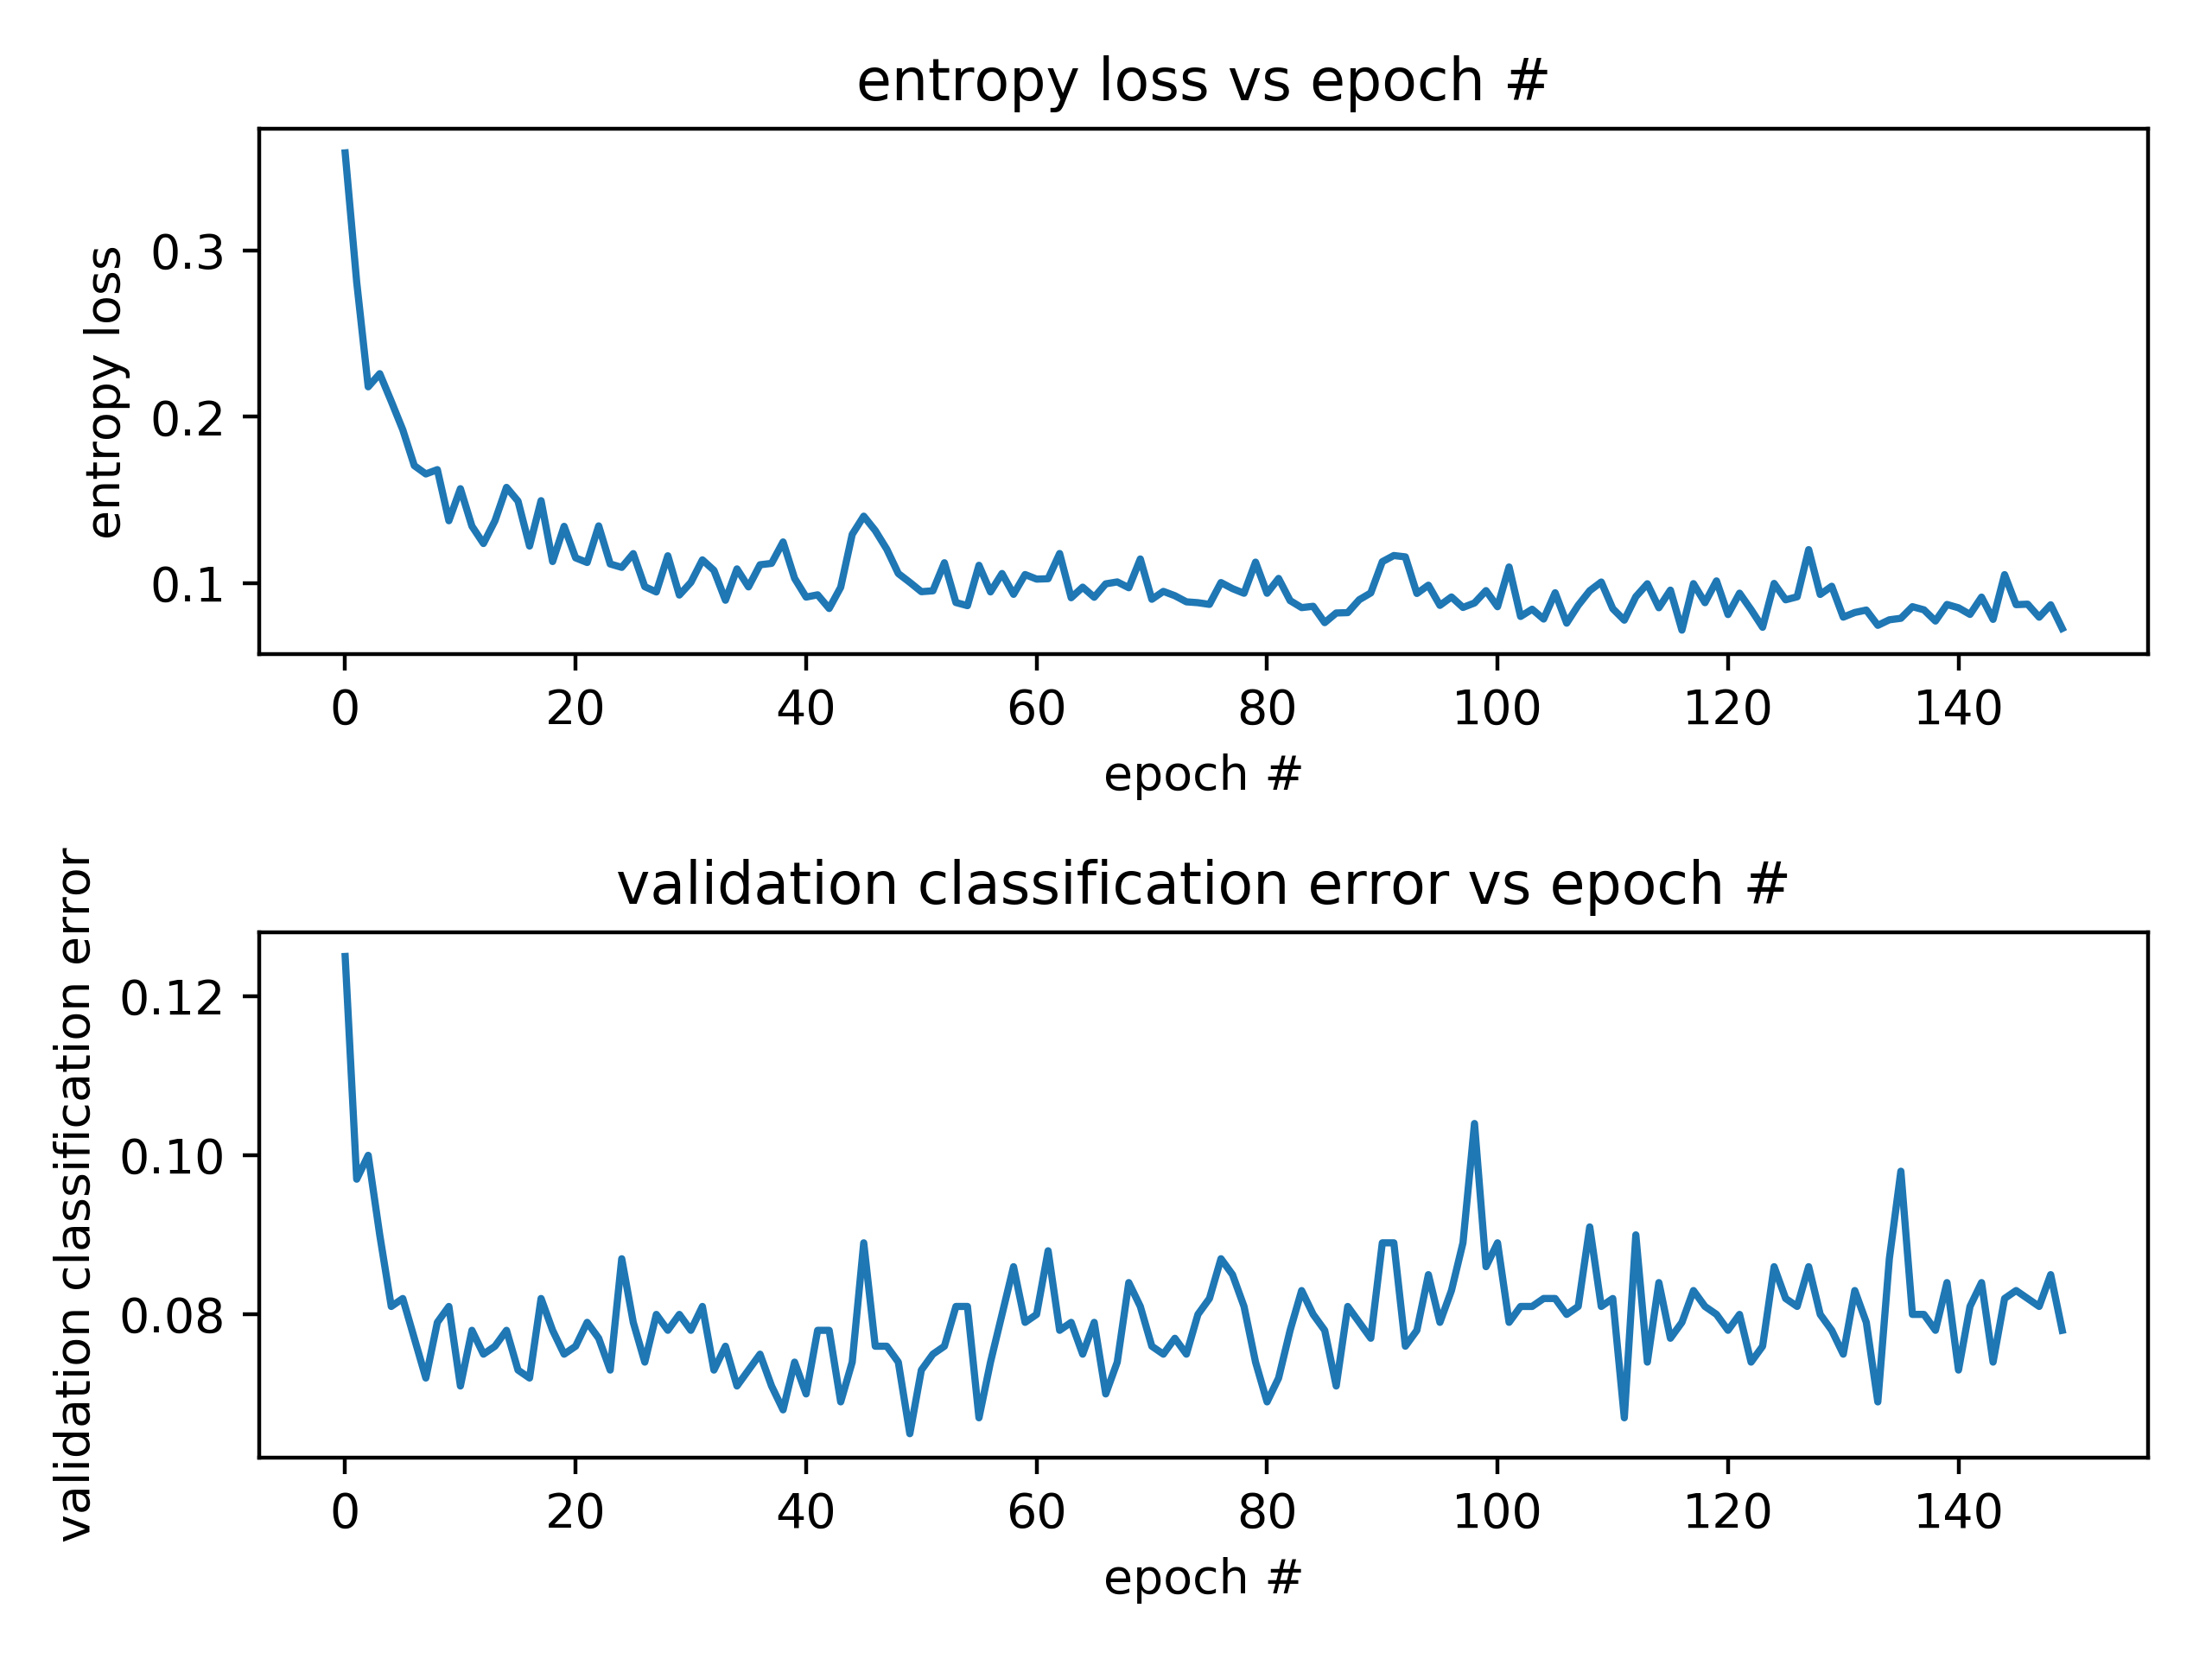 entropy loss vs epoch #
entropy loss
0.3
0.2
0.1
0 20 40 60 80 100 120 140
epoch #
validation classification error vs epoch #
validation classification error
0.12
0.10
0.08
0 20 40 60 80 100 120 140
epoch #